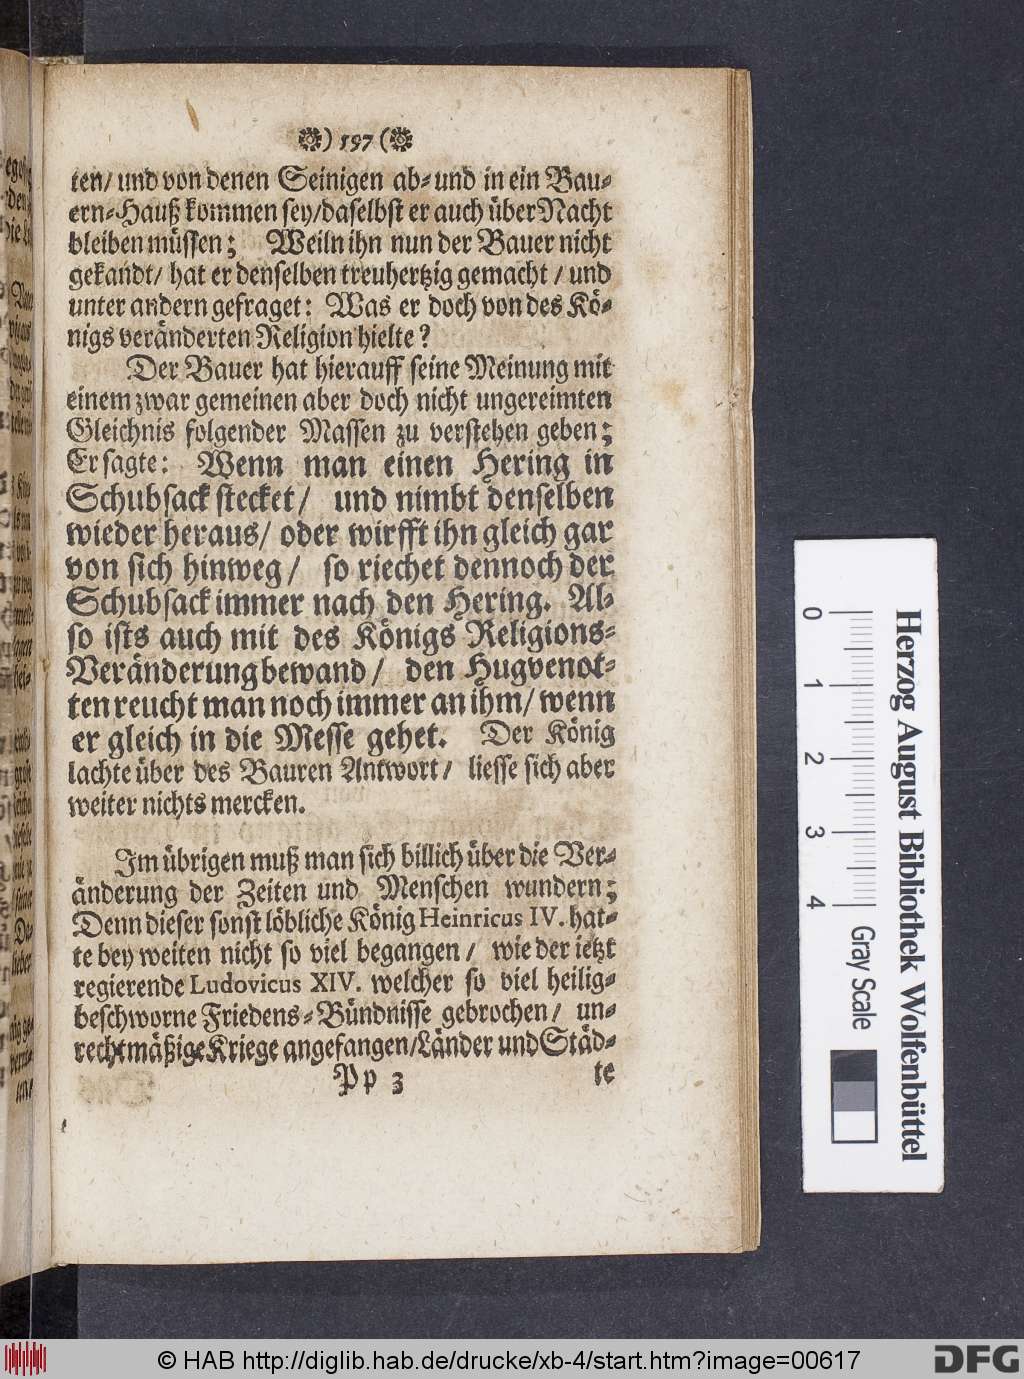 ) 597 (
ten/ und von denen Seinigen ab- und in ein Bau-
ern-Hauß kommen sey/ daselbst er auch über Nacht
bleiben müssen; Weiln ihn nun der Bauer nicht
gekandt/ hat er denselben treuhertzig gemacht / und
unter andern gefraget: Was er doch von des Kö-
nigs veränderten Religion hielte?
Der Bauer hat hierauff seine Meinung mit
einem zwar gemeinen aber doch nicht ungereimten
Gleichnis folgender Massen zu verstehen geben;
Er sagte: Wenn man einen Hering in
Schubsack stecket/ und nimbt denselben
wieder heraus/ oder wirfft ihn gleich gar
von sich hinweg/ so riechet dennoch der
Schubsack immer nach den Hering. Al-
so ists auch mit des Königs Religions-
Veränderung bewand/ den Hugvenot-
ten reucht man noch immer an ihm/ wenn
er gleich in die Messe gehet. Der König
lachte über des Bauren Antwort/ liesse sich aber
weiter nichts mercken.
Im übrigen muß man sich billich über die Ver-
änderung der Zeiten und Menschen wundern;
Denn dieser sonst löbliche König Heinricus IV. hat-
te bey weiten nicht so viel begangen/ wie der ietzt
regierende Ludovicus XIV. welcher so viel heilig-
beschworne Friedens-Bündnisse gebrochen/ un-
rechtmäßige Kriege angefangen/ Länder und Städ-
Pp 3 te
0 1 2 3 4
Gray Scale
Herzog August Bibliothek Wolfenbüttel
© HAB http://diglib.hab.de/drucke/xb-4/start.htm?image=00617
DFG